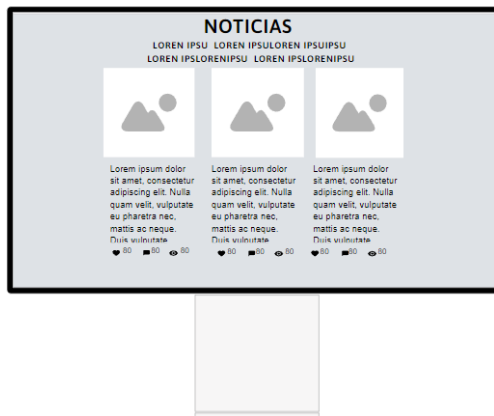 NOTICIAS
LOREN IPSU LOREN IPSULOREN IPSUIPSU
LOREN IPSLORENIPSU LOREN IPSLORENIPSU
Lorem ipsum dolor
sit amet, consectetur
adipiscing elit. Nulla
quam velit, vulputate
eu pharetra nec,
mattis ac neque.
Duis vulputate
80 80 80
Lorem ipsum dolor
sit amet, consectetur
adipiscing elit. Nulla
quam velit, vulputate
eu pharetra nec,
mattis ac neque.
Duis vulputate
80 80 80
Lorem ipsum dolor
sit amet, consectetur
adipiscing elit. Nulla
quam velit, vulputate
eu pharetra nec,
mattis ac neque.
Duis vulputate
80 80 80